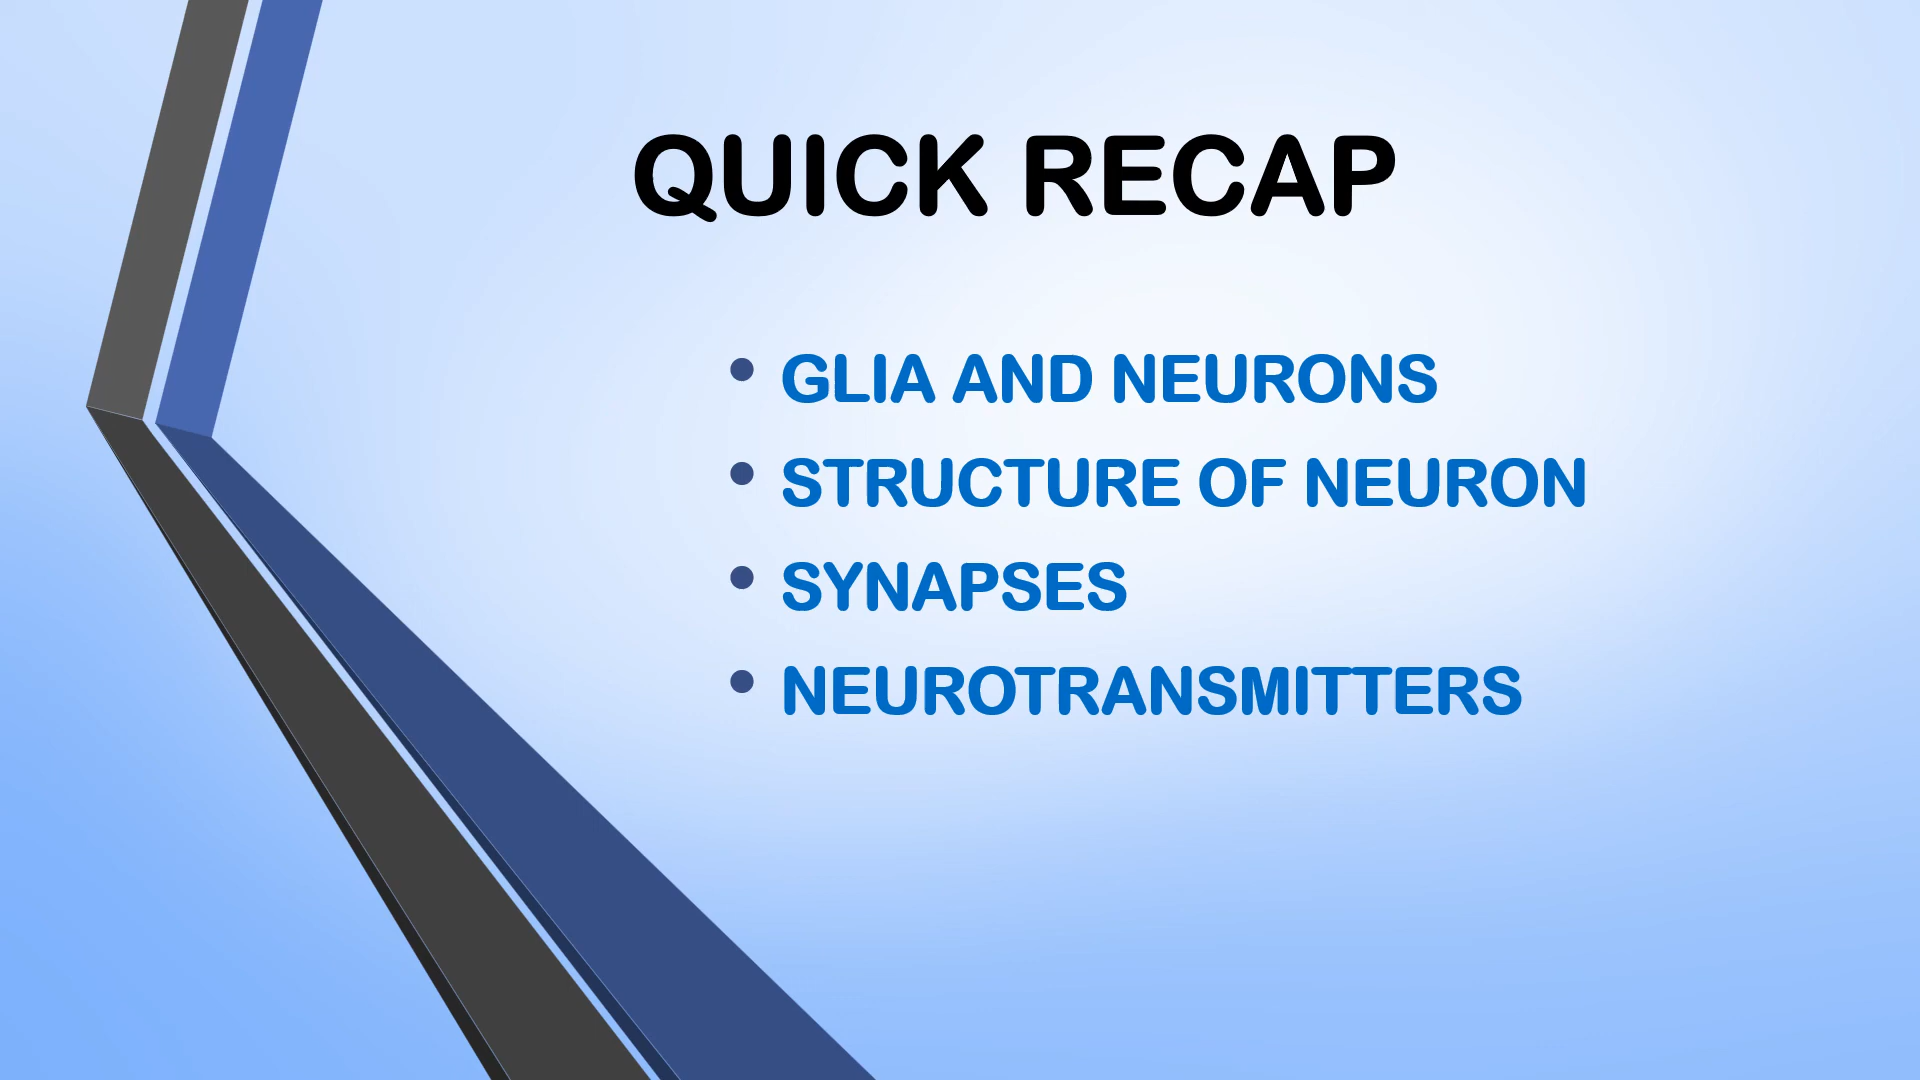 QUICK RECAP
• GLIA AND NEURONS
• STRUCTURE OF NEURON
• SYNAPSES
• NEUROTRANSMITTERS